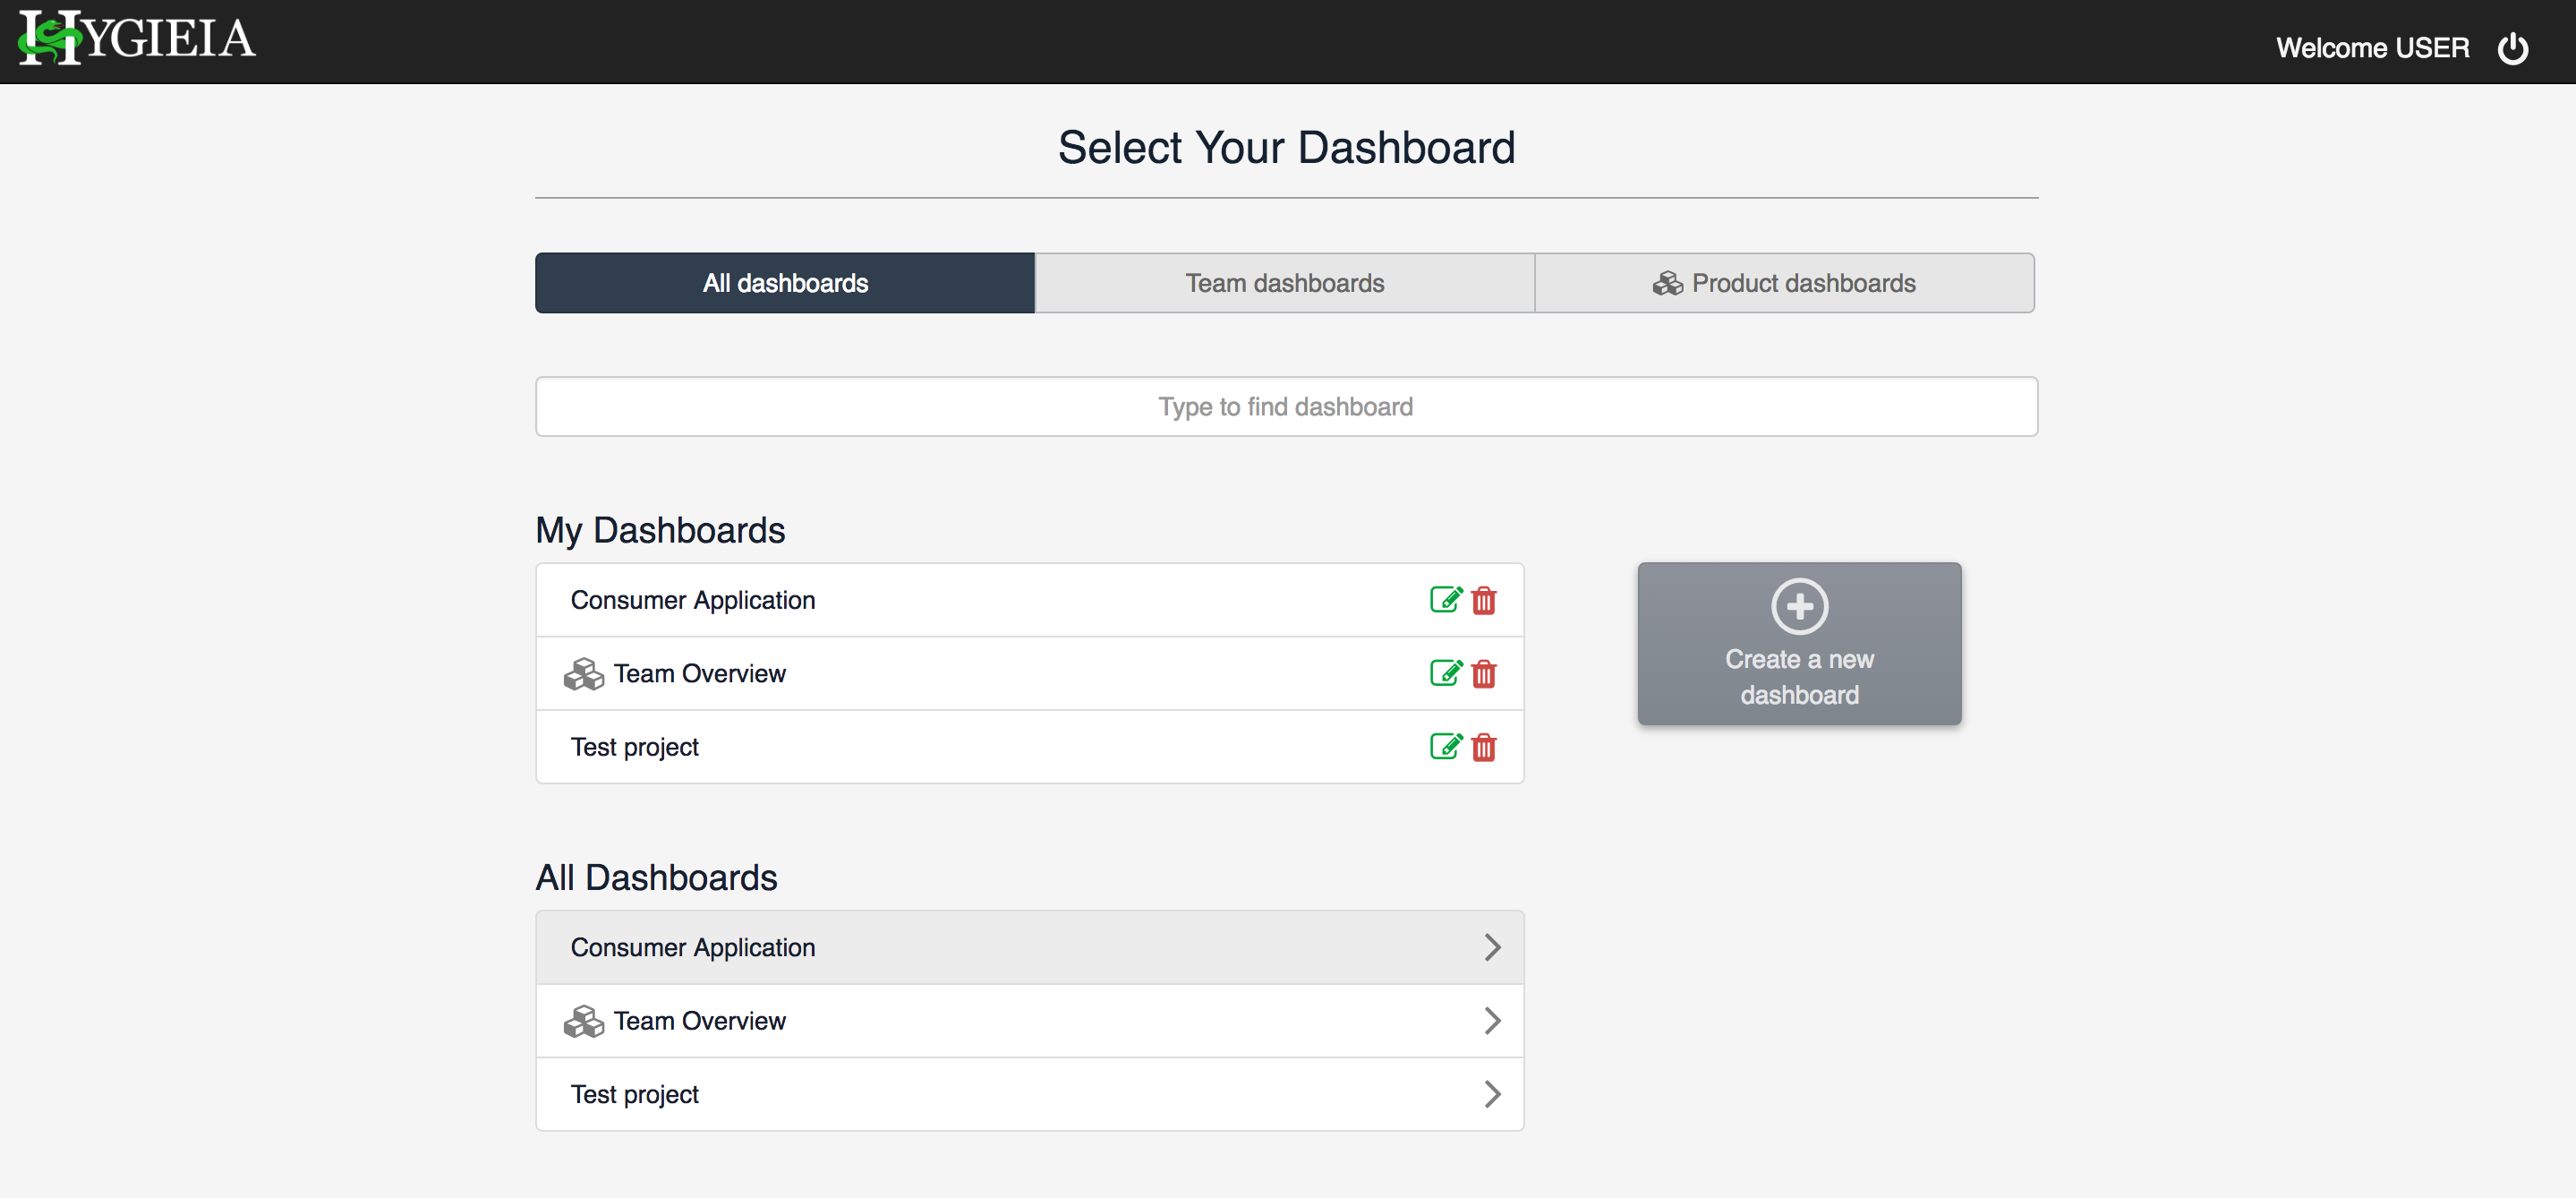 HYGIEIA
Welcome USER
Select Your Dashboard
All dashboards
Team dashboards
Product dashboards
Type to find dashboard
My Dashboards
Consumer Application
Team Overview
Test project
Create a new
dashboard
All Dashboards
Consumer Application
Team Overview
Test project